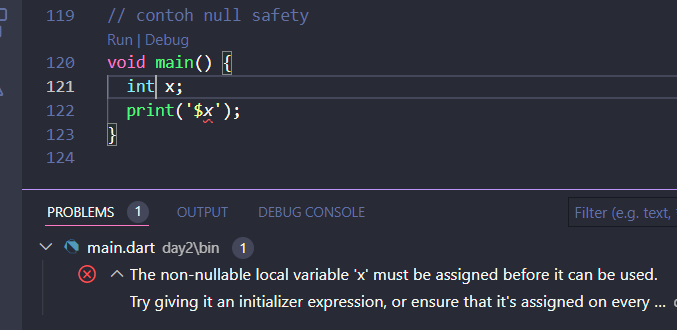 119 // contoh null safety
Run | Debug
120 void main() {
121 int x;
122 print('$x');
123 }
124
PROBLEMS 1 OUTPUT DEBUG CONSOLE Filter (e.g. text,
main.dart day2\bin 1
The non-nullable local variable 'x' must be assigned before it can be used.
Try giving it an initializer expression, or ensure that it's assigned on every ...